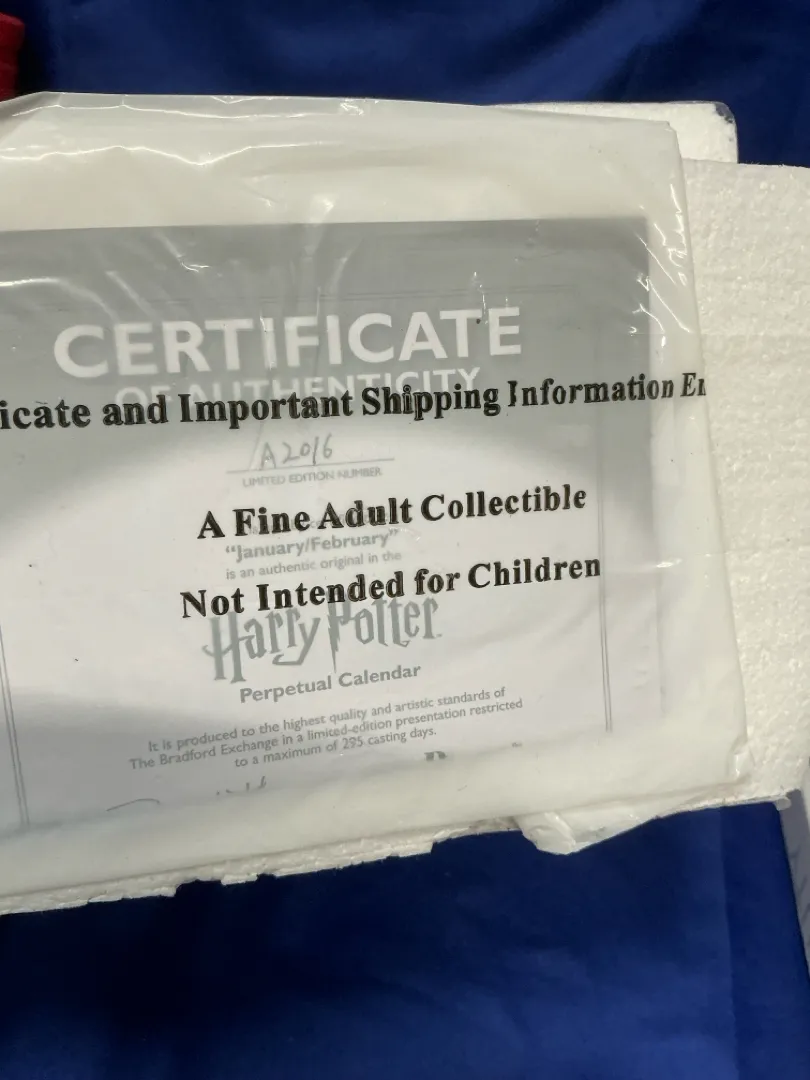 CERTIFICATE
OF AUTHENTICITY
icate and Important Shipping Information
A2016
LIMITED EDITION NUMBER
A Fine Adult Collectible
"January/February"
is an authentic original in the
Not Intended for Children
Harry Potter
Perpetual Calendar
It is produced to the highest quality and artistic standards of
The Bradford Exchange in a limited-edition presentation restricted
to a maximum of 295 casting days.